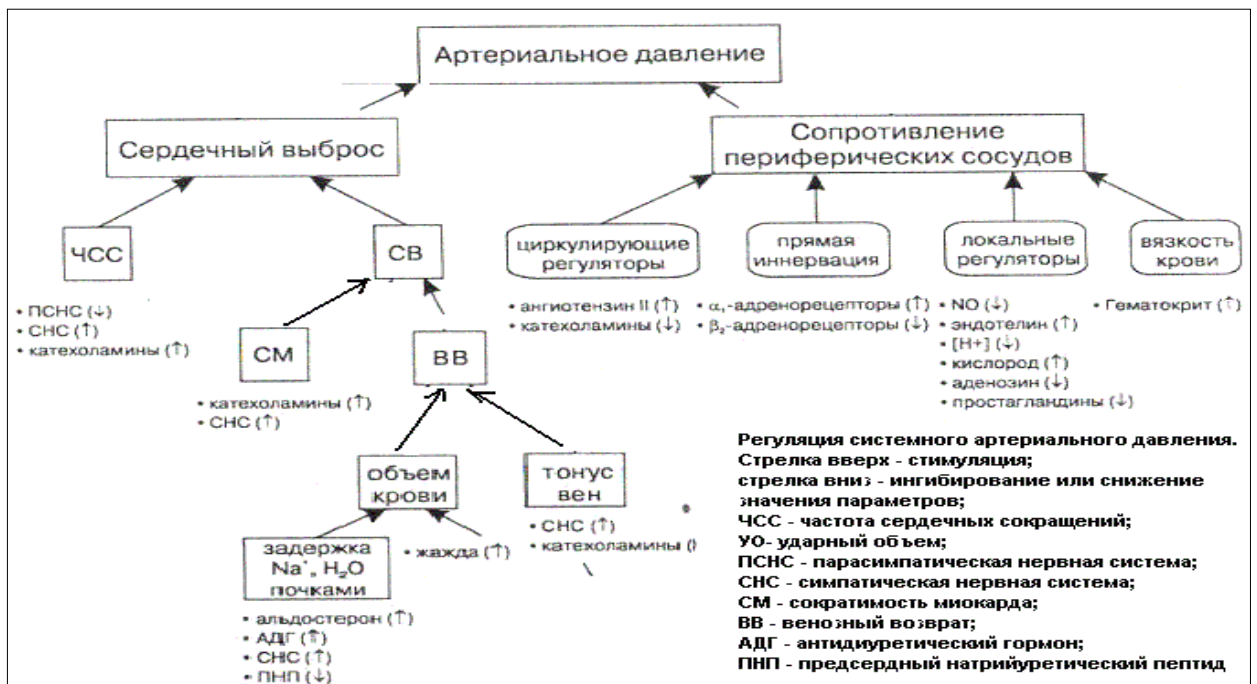 Артериальное давление
Сердечный выброс
Сопротивление
периферических сосудов
ЧСС
СВ
циркулирующие
регуляторы
прямая
иннервация
локальные
регуляторы
вязкость
крови
• ПСНС (↓)
• СНС (↑)
• катехоламины (↑)
• ангиотензин II (↑)
• катехоламины (↓)
• α₁-адренорецепторы (↑)
• β₂-адренорецепторы (↓)
• NO (↓)
• эндотелин (↑)
• [H+] (↓)
• кислород (↑)
• аденозин (↓)
• простагландины (↓)
• Гематокрит (↑)
СМ
ВВ
• катехоламины (↑)
• СНС (↑)
объем
крови
тонус
вен
• СНС (↑)
• катехоламины (
задержка
Na⁺, H₂O
почками
• жажда (↑)
• альдостерон (↑)
• АДГ (↑)
• СНС (↑)
• ПНП (↓)
Регуляция системного артериального давления.
Стрелка вверх - стимуляция;
стрелка вниз - ингибирование или снижение
значения параметров;
ЧСС - частота сердечных сокращений;
УО- ударный объем;
ПСНС - парасимпатическая нервная система;
СНС - симпатическая нервная система;
СМ - сократимость миокарда;
ВВ - венозный возврат;
АДГ - антидиуретический гормон;
ПНП - предсердный натрийуретический пептид